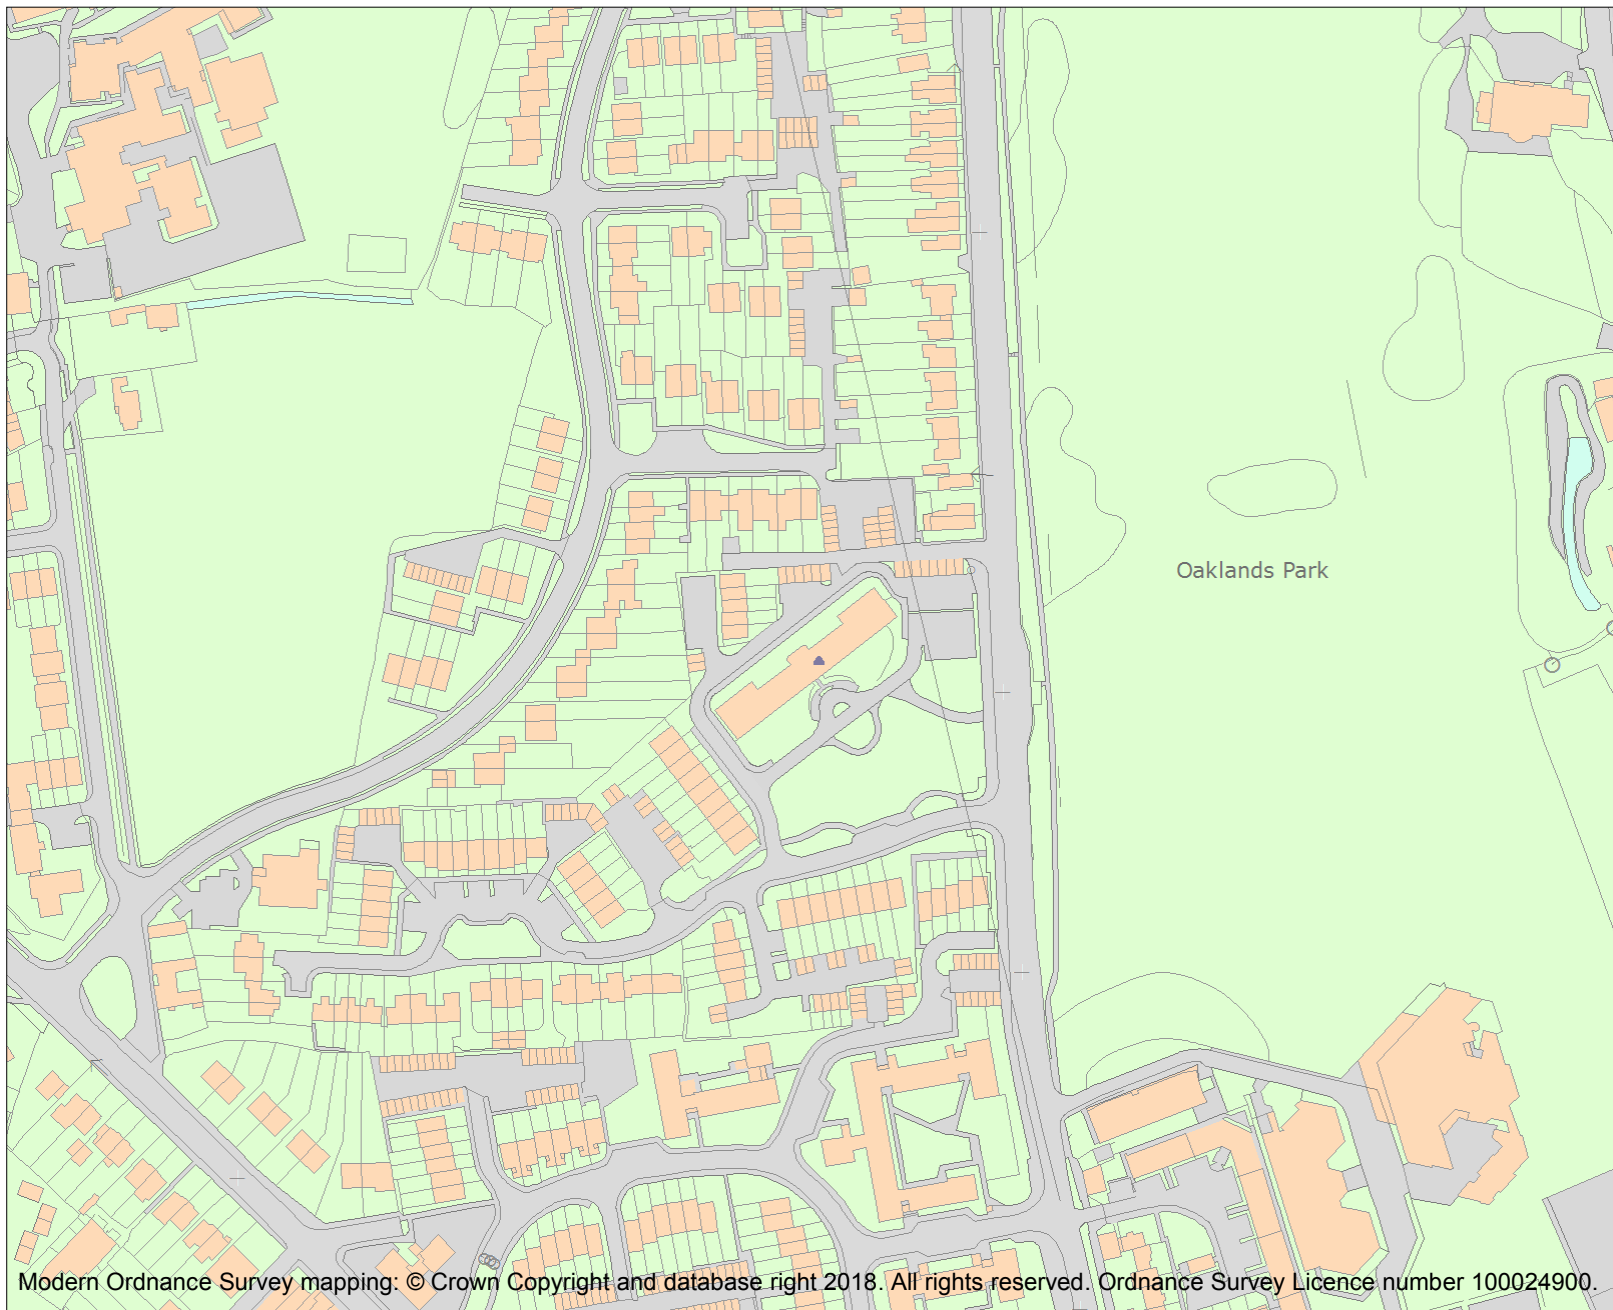 Oaklands Park
Modern Ordnance Survey mapping: © Crown Copyright and database right 2018. All rights reserved. Ordnance Survey Licence number 100024900.